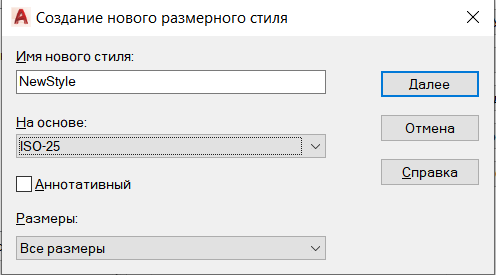 Создание нового размерного стиля
Имя нового стиля:
NewStyle
Далее
На основе:
Отмена
ISO-25
Аннотативный
Справка
Размеры:
Все размеры